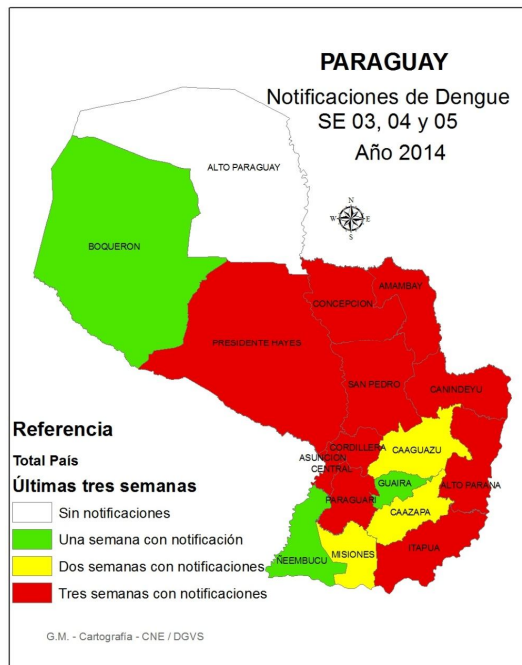 PARAGUAY
Notificaciones de Dengue
SE 03, 04 y 05
Año 2014
ALTO PARAGUAY
N
W E
S
BOQUERON
AMAMBAY
CONCEPCION
PRESIDENTE HAYES
SAN PEDRO
CANINDEYU
CORDILLERA
CAAGUAZU
ASUNCION
CENTRAL
GUAIRA
ALTO PARANA
PARAGUARI
CAAZAPA
ITAPUA
MISIONES
ÑEEMBUCU
Referencia
Total País
Últimas tres semanas
Sin notificaciones
Una semana con notificación
Dos semanas con notificaciones
Tres semanas con notificaciones
G.M. - Cartografía - CNE / DGVS